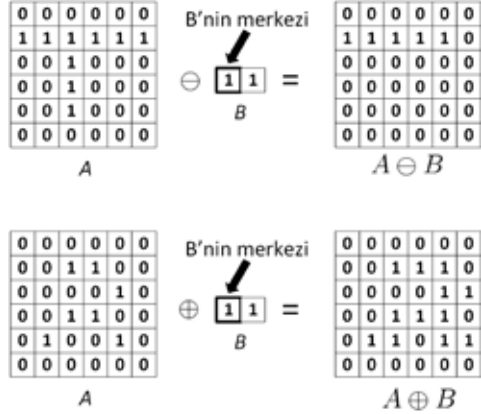 0 0 0 0 0 0
1 1 1 1 1 1
0 0 1 0 0 0
0 0 1 0 0 0
0 0 1 0 0 0
0 0 0 0 0 0
A
B'nin merkezi
⊖ 1 1 =
B
0 0 0 0 0 0
1 1 1 1 1 0
0 0 0 0 0 0
0 0 0 0 0 0
0 0 0 0 0 0
0 0 0 0 0 0
A ⊖ B
0 0 0 0 0 0
0 0 1 1 0 0
0 0 0 0 1 0
0 0 1 1 0 0
0 1 0 0 1 0
0 0 0 0 0 0
A
B'nin merkezi
⊕ 1 1 =
B
0 0 0 0 0 0
0 0 1 1 1 0
0 0 0 0 1 1
0 0 1 1 1 0
0 1 1 0 1 1
0 0 0 0 0 0
A ⊕ B